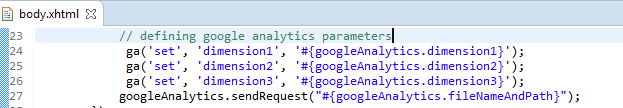 body.xhtml
23 // defining google analytics parameters
24 ga('set', 'dimension1', '#{googleAnalytics.dimension1}');
25 ga('set', 'dimension2', '#{googleAnalytics.dimension2}');
26 ga('set', 'dimension3', '#{googleAnalytics.dimension3}');
27 googleAnalytics.sendRequest("#{googleAnalytics.fileNameAndPath}");